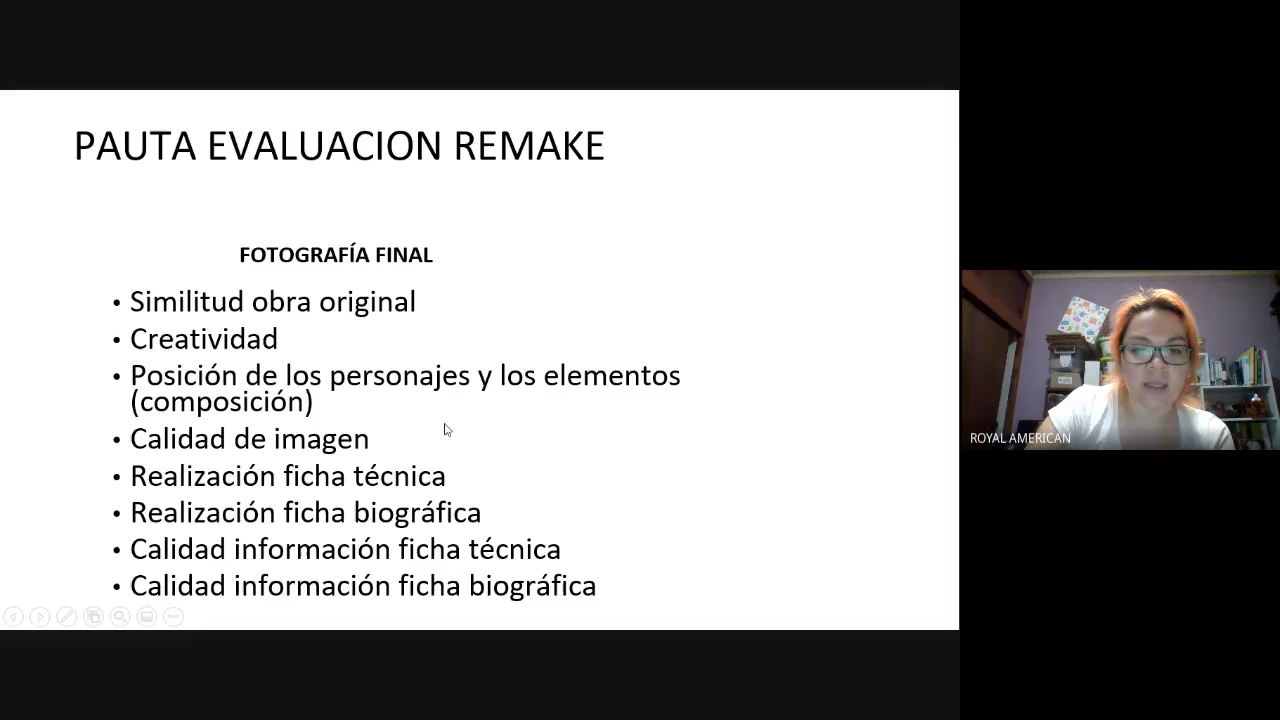 PAUTA EVALUACION REMAKE
FOTOGRAFÍA FINAL
• Similitud obra original
• Creatividad
• Posición de los personajes y los elementos
(composición)
• Calidad de imagen
• Realización ficha técnica
• Realización ficha biográfica
• Calidad información ficha técnica
• Calidad información ficha biográfica
ROYAL AMERICAN